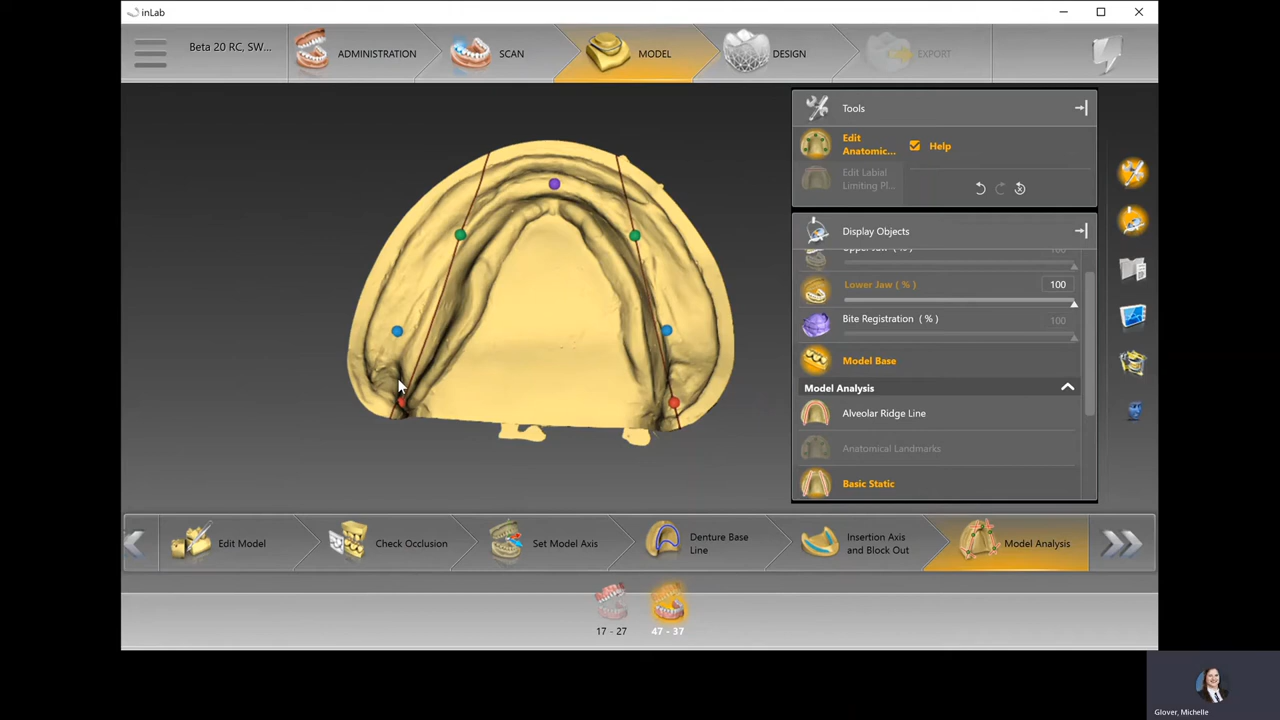 inLab
Beta 20 RC, SW...
ADMINISTRATION
SCAN
MODEL
DESIGN
EXPORT
Tools
Edit
Anatomic...
Help
Edit Labial
Limiting Pl...
Display Objects
Upper Jaw ( % )
100
Lower Jaw ( % )
100
Bite Registration ( % )
100
Model Base
Model Analysis
Alveolar Ridge Line
Anatomical Landmarks
Basic Static
Edit Model
Check Occlusion
Set Model Axis
Denture Base
Line
Insertion Axis
and Block Out
Model Analysis
17 - 27
47 - 37
Glover, Michelle